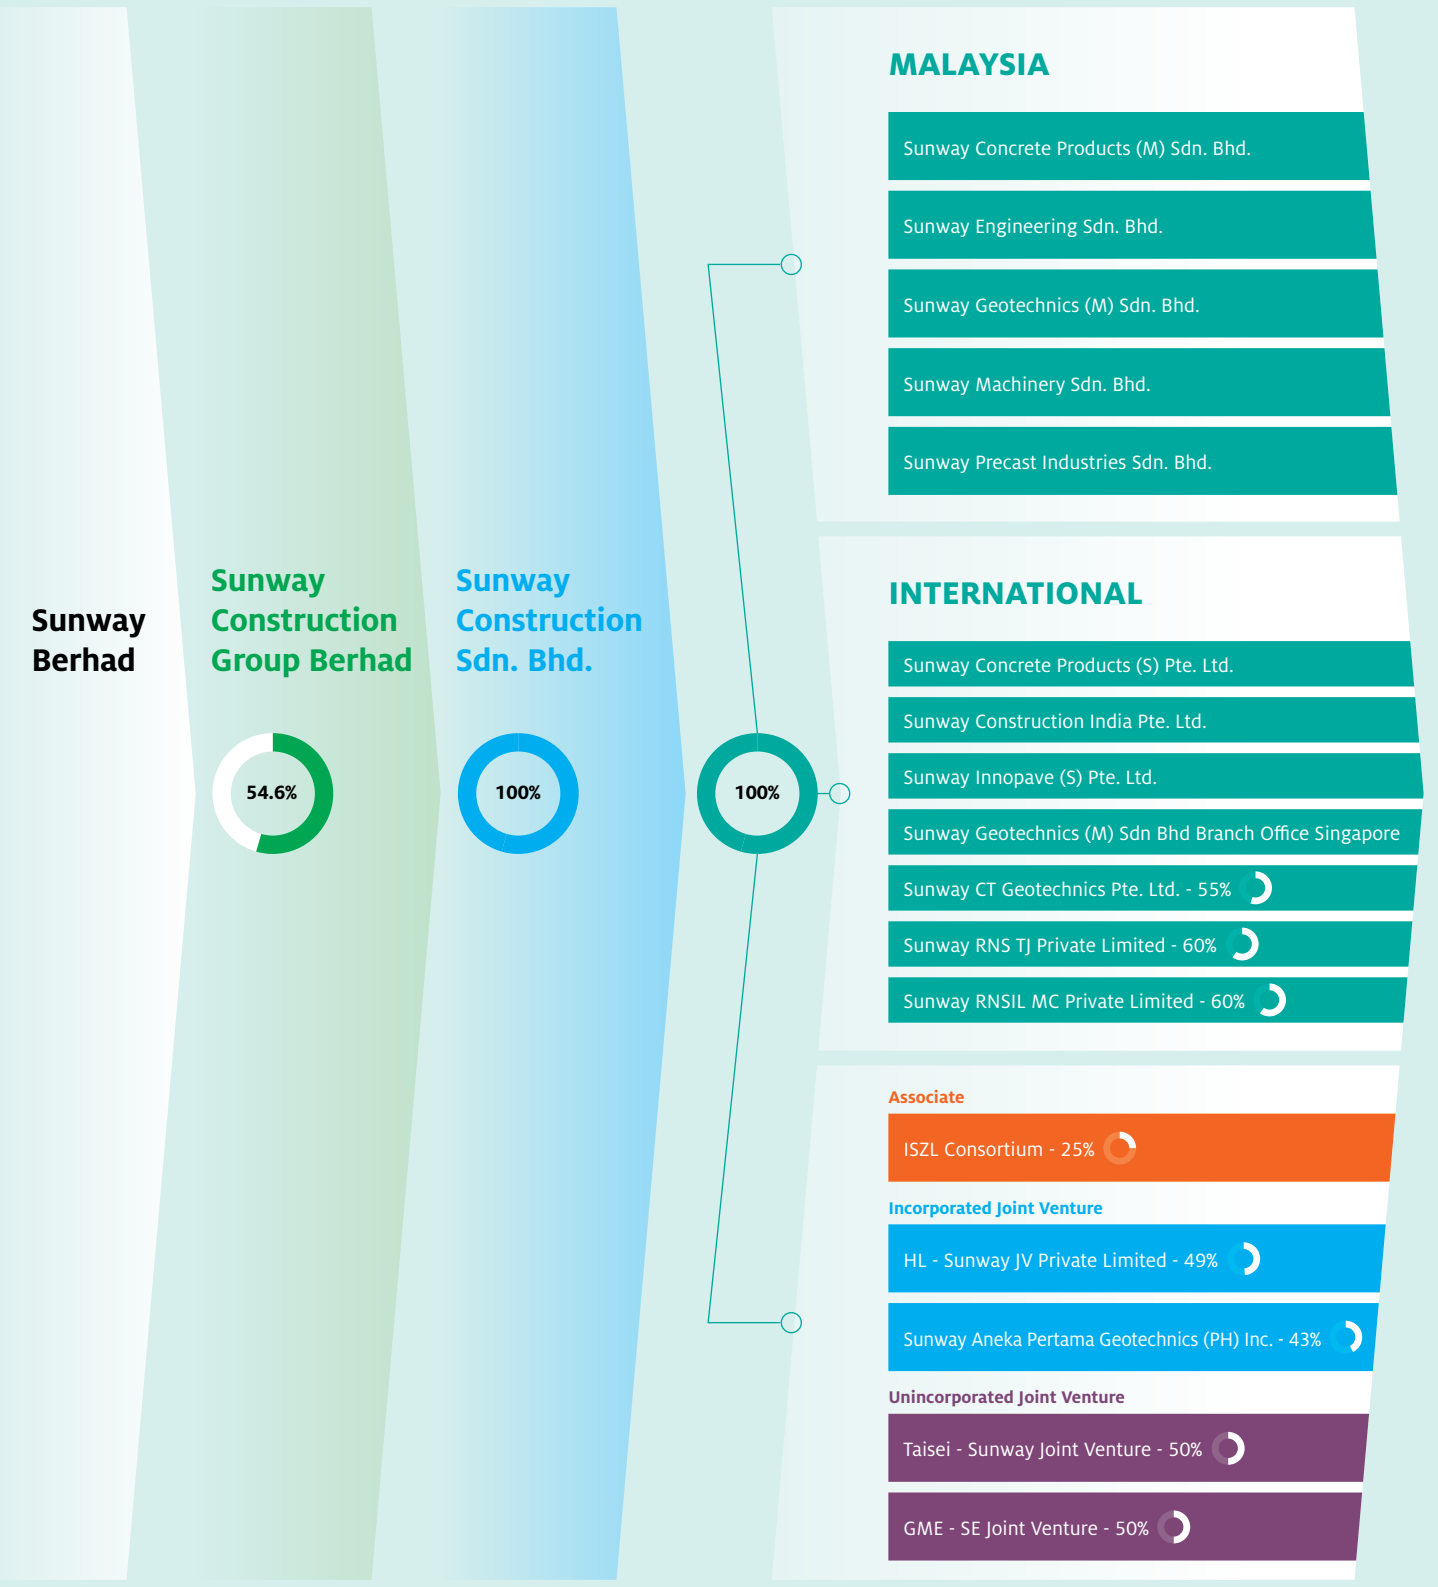 Sunway
Berhad
Sunway
Construction
Group Berhad
54.6%
Sunway
Construction
Sdn. Bhd.
100%
100%
MALAYSIA
Sunway Concrete Products (M) Sdn. Bhd.
Sunway Engineering Sdn. Bhd.
Sunway Geotechnics (M) Sdn. Bhd.
Sunway Machinery Sdn. Bhd.
Sunway Precast Industries Sdn. Bhd.
INTERNATIONAL
Sunway Concrete Products (S) Pte. Ltd.
Sunway Construction India Pte. Ltd.
Sunway Innopave (S) Pte. Ltd.
Sunway Geotechnics (M) Sdn Bhd Branch Office Singapore
Sunway CT Geotechnics Pte. Ltd. - 55%
Sunway RNS TJ Private Limited - 60%
Sunway RNSIL MC Private Limited - 60%
Associate
ISZL Consortium - 25%
Incorporated Joint Venture
HL - Sunway JV Private Limited - 49%
Sunway Aneka Pertama Geotechnics (PH) Inc. - 43%
Unincorporated Joint Venture
Taisei - Sunway Joint Venture - 50%
GME - SE Joint Venture - 50%